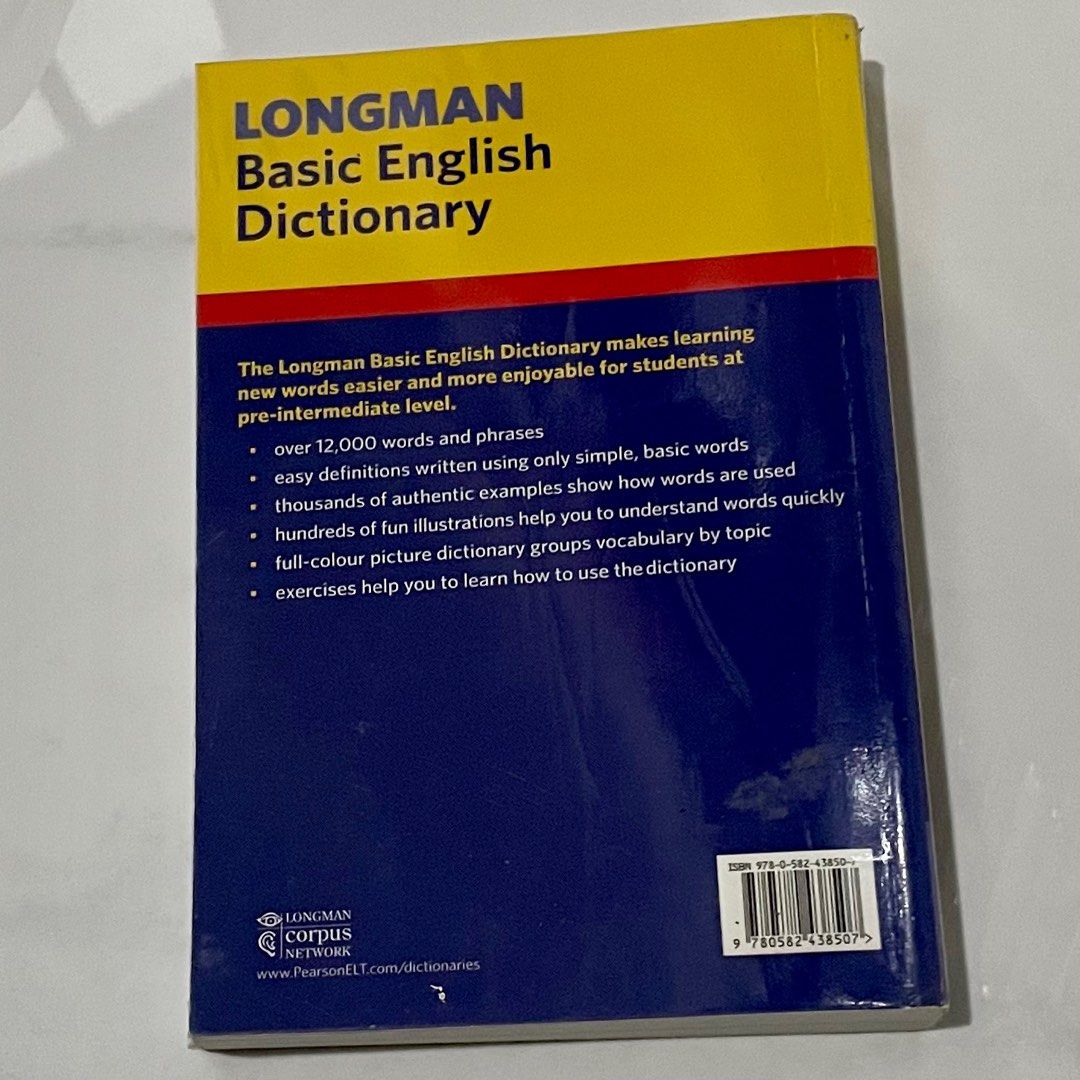 LONGMAN
Basic English
Dictionary
The Longman Basic English Dictionary makes learning
new words easier and more enjoyable for students at
pre-intermediate level.
• over 12,000 words and phrases
• easy definitions written using only simple, basic words
• thousands of authentic examples show how words are used
• hundreds of fun illustrations help you to understand words quickly
• full-colour picture dictionary groups vocabulary by topic
• exercises help you to learn how to use the dictionary
ISBN 978-0-582-43850-7
9 780582 438507 >
LONGMAN
corpus
NETWORK
www.PearsonELT.com/dictionaries